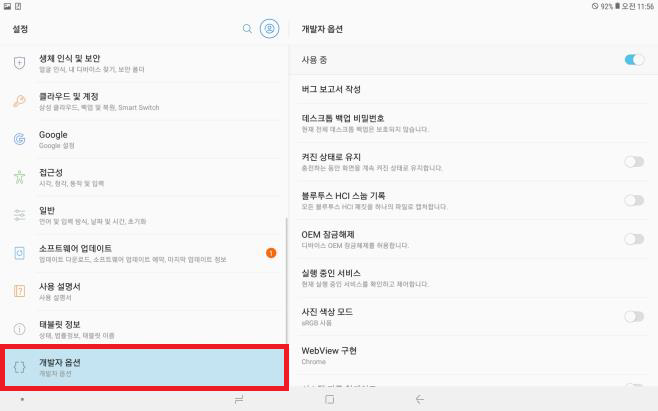 92% 오전 11:56
설정
생체 인식 및 보안
얼굴 인식, 내 디바이스 찾기, 보안 폴더
클라우드 및 계정
삼성 클라우드, 백업 및 복원, Smart Switch
Google
Google 설정
접근성
시각, 청각, 동작 및 입력
일반
언어 및 입력 방식, 날짜 및 시간, 초기화
소프트웨어 업데이트
업데이트 다운로드, 소프트웨어 업데이트 예약, 마지막 업데이트 정보
1
사용 설명서
사용 설명서
태블릿 정보
상태, 법률정보, 태블릿 이름
개발자 옵션
개발자 옵션
개발자 옵션
사용 중
버그 보고서 작성
데스크톱 백업 비밀번호
현재 전체 데스크톱 백업은 보호되지 않습니다.
켜진 상태로 유지
충전하는 동안 화면을 계속 켜진 상태로 유지합니다.
블루투스 HCI 스눕 기록
모든 블루투스 HCI 패킷을 하나의 파일로 캡처합니다.
OEM 잠금해제
디바이스 OEM 잠금해제를 허용합니다.
실행 중인 서비스
현재 실행 중인 서비스를 확인하고 제어합니다.
사진 색상 모드
sRGB 사용
WebView 구현
Chrome